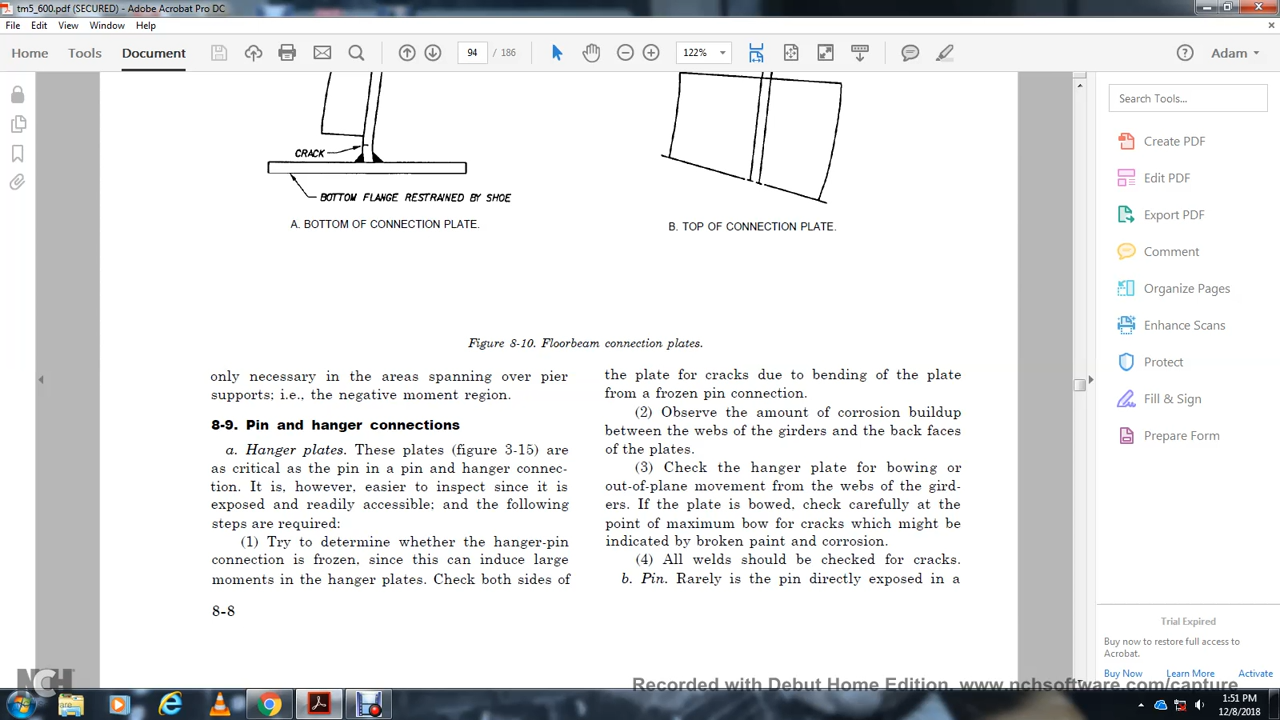 tm5_600.pdf (SECURED) - Adobe Acrobat Pro DC
File Edit View Window Help
Home Tools Document 94 / 186 122% Adam
CRACK
BOTTOM FLANGE RESTRAINED BY SHOE
A. BOTTOM OF CONNECTION PLATE.
B. TOP OF CONNECTION PLATE.
Figure 8-10. Floorbeam connection plates.
only necessary in the areas spanning over pier
supports; i.e., the negative moment region.
8-9. Pin and hanger connections
a. Hanger plates. These plates (figure 3-15) are
as critical as the pin in a pin and hanger connec-
tion. It is, however, easier to inspect since it is
exposed and readily accessible; and the following
steps are required:
(1) Try to determine whether the hanger-pin
connection is frozen, since this can induce large
moments in the hanger plates. Check both sides of
8-8
the plate for cracks due to bending of the plate
from a frozen pin connection.
(2) Observe the amount of corrosion buildup
between the webs of the girders and the back faces
of the plates.
(3) Check the hanger plate for bowing or
out-of-plane movement from the webs of the gird-
ers. If the plate is bowed, check carefully at the
point of maximum bow for cracks which might be
indicated by broken paint and corrosion.
(4) All welds should be checked for cracks.
b. Pin. Rarely is the pin directly exposed in a
Search Tools...
Create PDF
Edit PDF
Export PDF
Comment
Organize Pages
Enhance Scans
Protect
Fill & Sign
Prepare Form
Trial Expired
Buy now to restore full access to
Acrobat.
Buy Now Learn More Activate
NCH
Recorded with Debut Home Edition. www.nchsoftware.com/capture
1:51 PM
12/8/2018